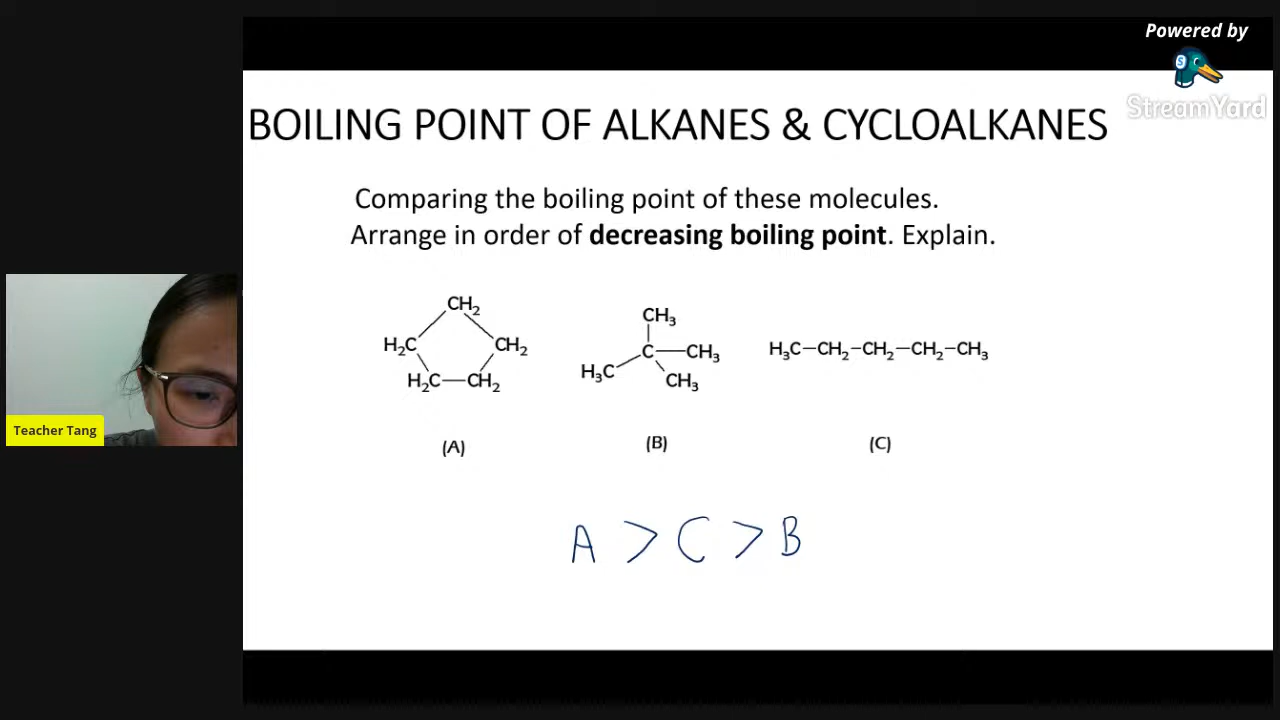 Powered by
StreamYard
BOILING POINT OF ALKANES & CYCLOALKANES
Comparing the boiling point of these molecules.
Arrange in order of decreasing boiling point. Explain.
CH₂
H₂C CH₂
H₂C—CH₂
(A)
CH₃
C—CH₃
H₃C
CH₃
(B)
H₃C—CH₂—CH₂—CH₂—CH₃
(C)
A > C > B
Teacher Tang